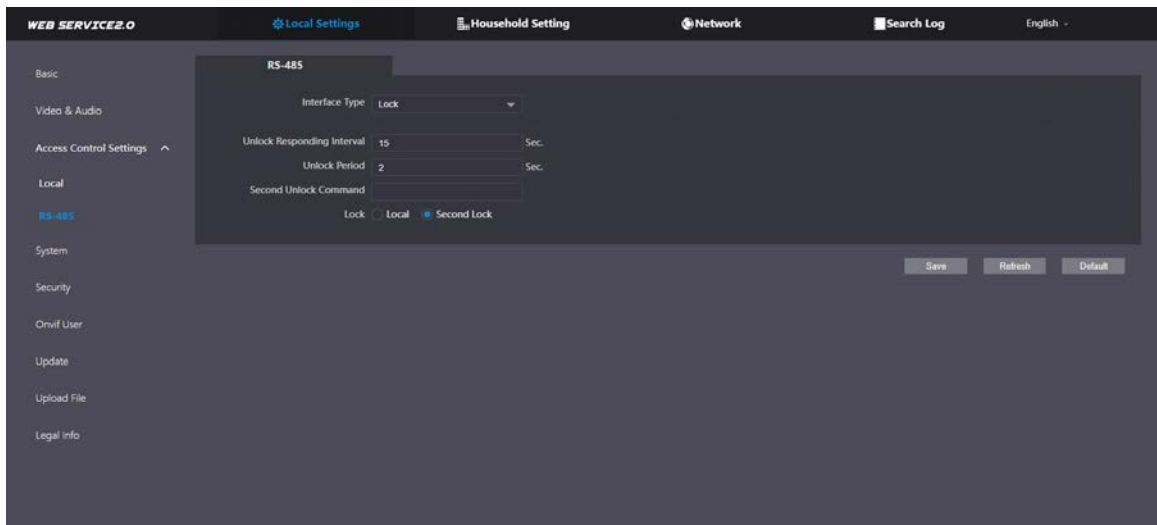 WEB SERVICE2.0 Local Settings Household Setting Network Search Log English
Basic
Video & Audio
Access Control Settings
Local
RS-485
System
Security
Onvif User
Update
Upload File
Legal info
RS-485
Interface Type Lock
Unlock Responding Interval 15 Sec.
Unlock Period 2 Sec.
Second Unlock Command
Lock Local Second Lock
Save Refresh Default